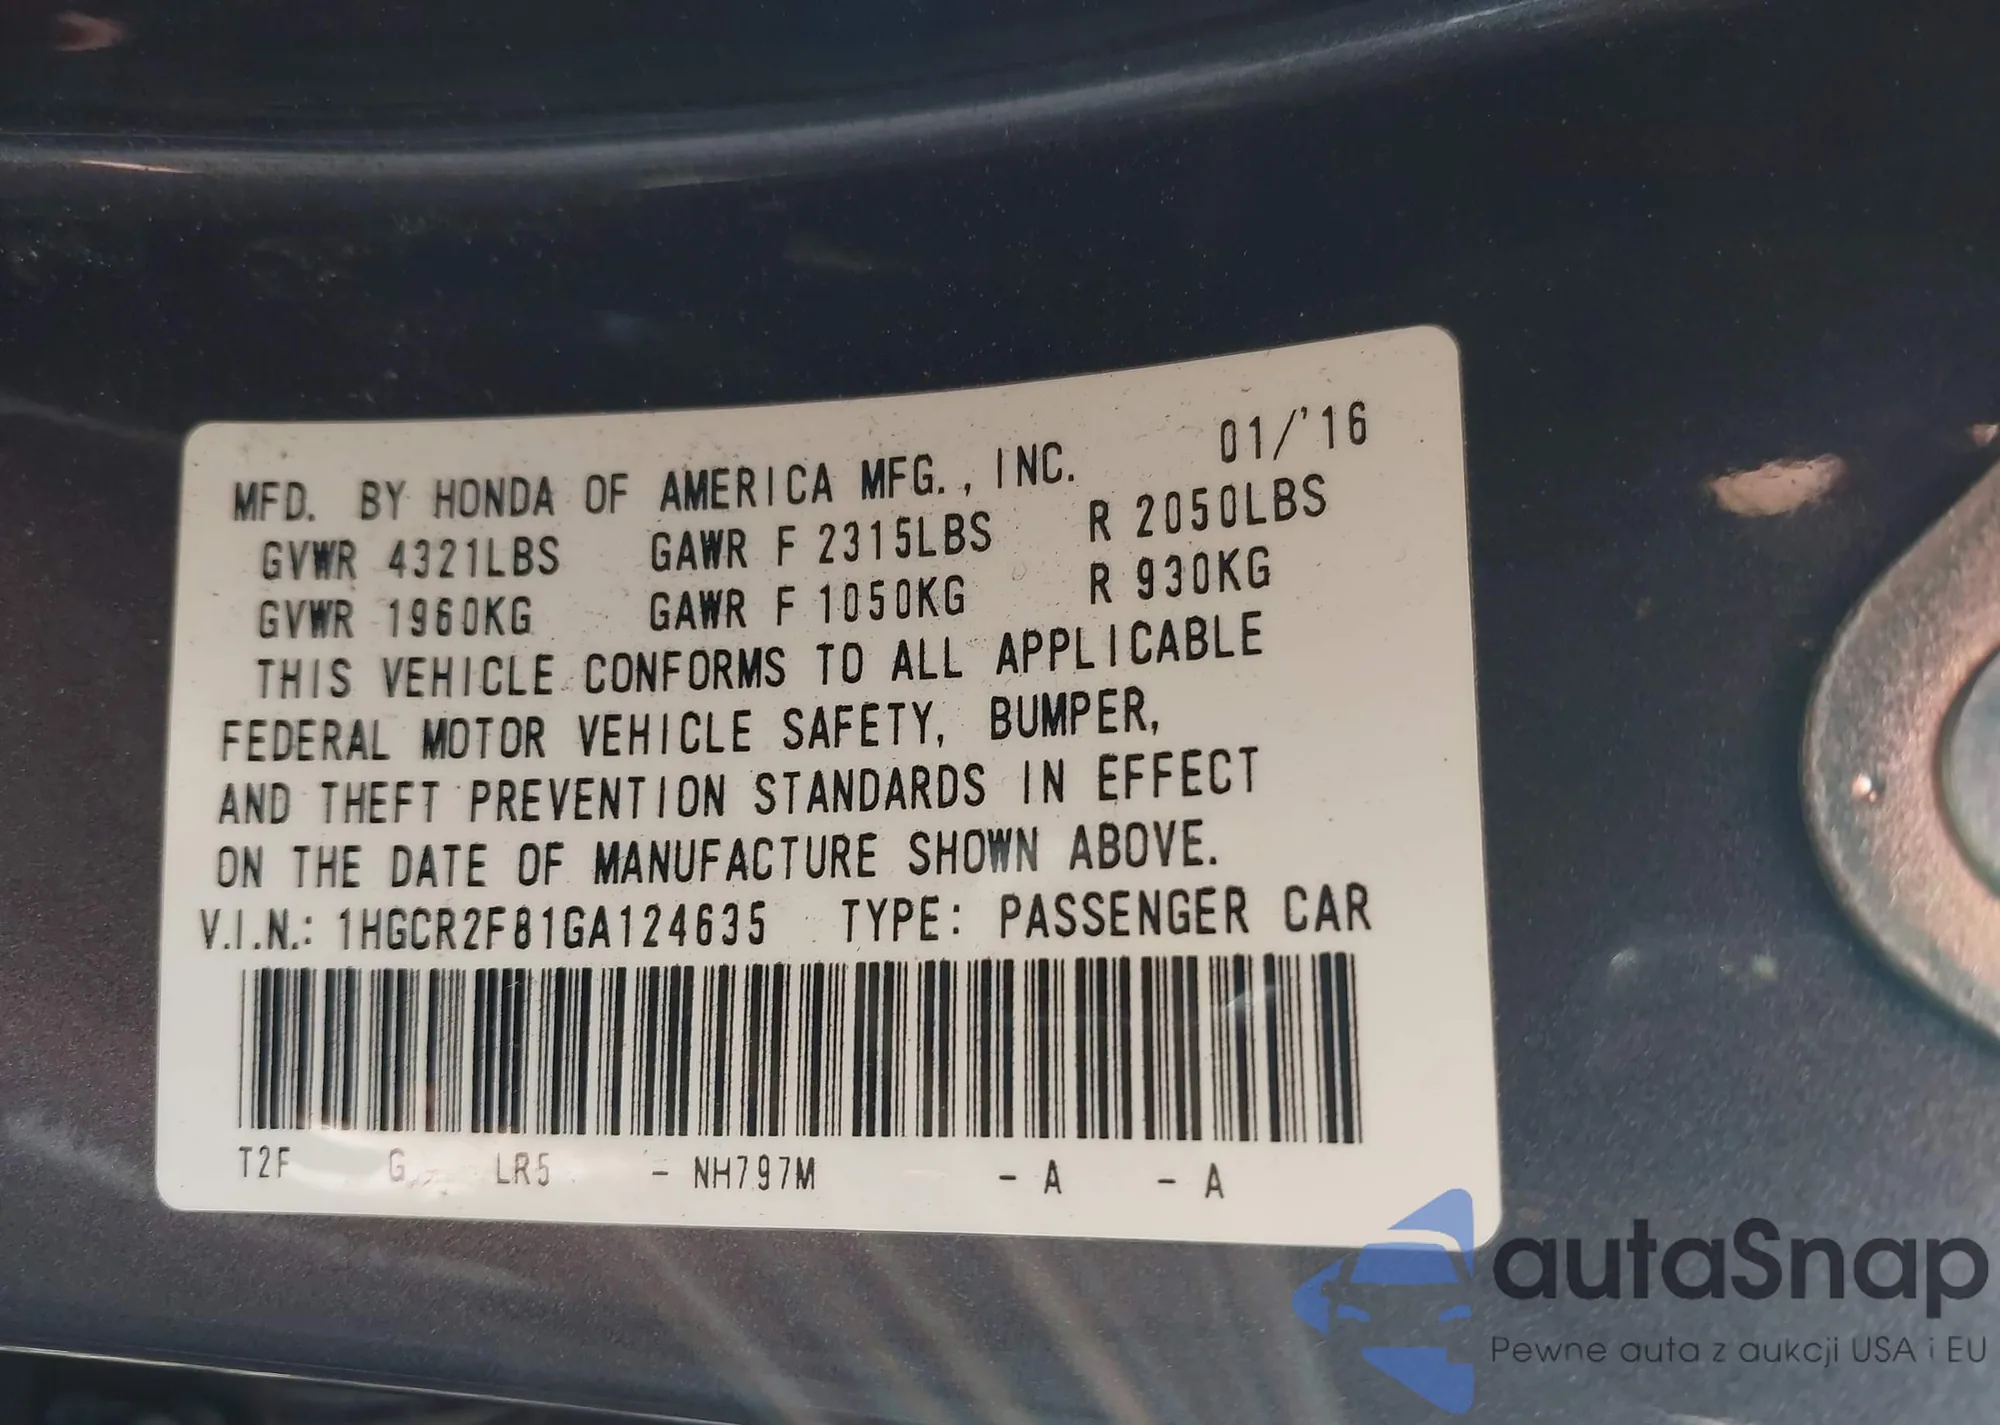 MFD. BY HONDA OF AMERICA MFG., INC. 01/'16
GVWR 4321LBS GAWR F 2315LBS R 2050LBS
GVWR 1960KG GAWR F 1050KG R 930KG
THIS VEHICLE CONFORMS TO ALL APPLICABLE
FEDERAL MOTOR VEHICLE SAFETY, BUMPER,
AND THEFT PREVENTION STANDARDS IN EFFECT
ON THE DATE OF MANUFACTURE SHOWN ABOVE.
V.I.N.: 1HGCR2F81GA124635 TYPE: PASSENGER CAR
T2F G LR5 - NH797M - A - A
autaSnap
Pewne auta z aukcji USA i EU